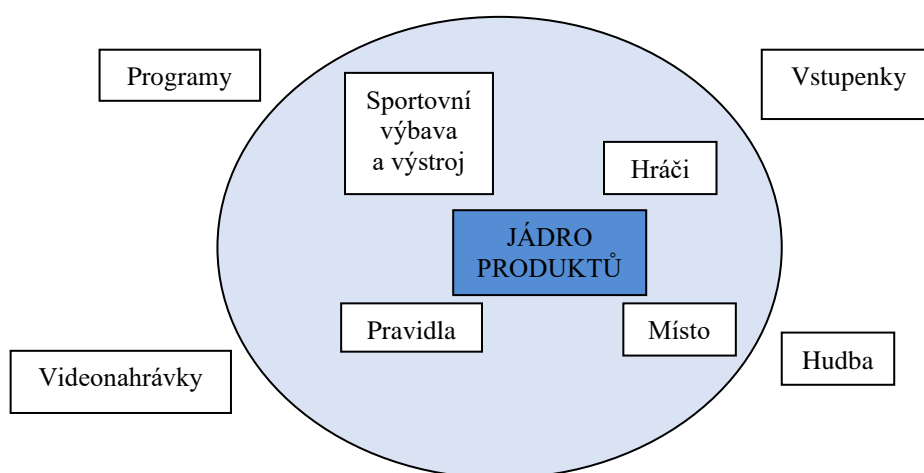 Programy
Vstupenky
Sportovní
výbava
a výstroj
Hráči
JÁDRO
PRODUKTŮ
Pravidla
Místo
Videonahrávky
Hudba